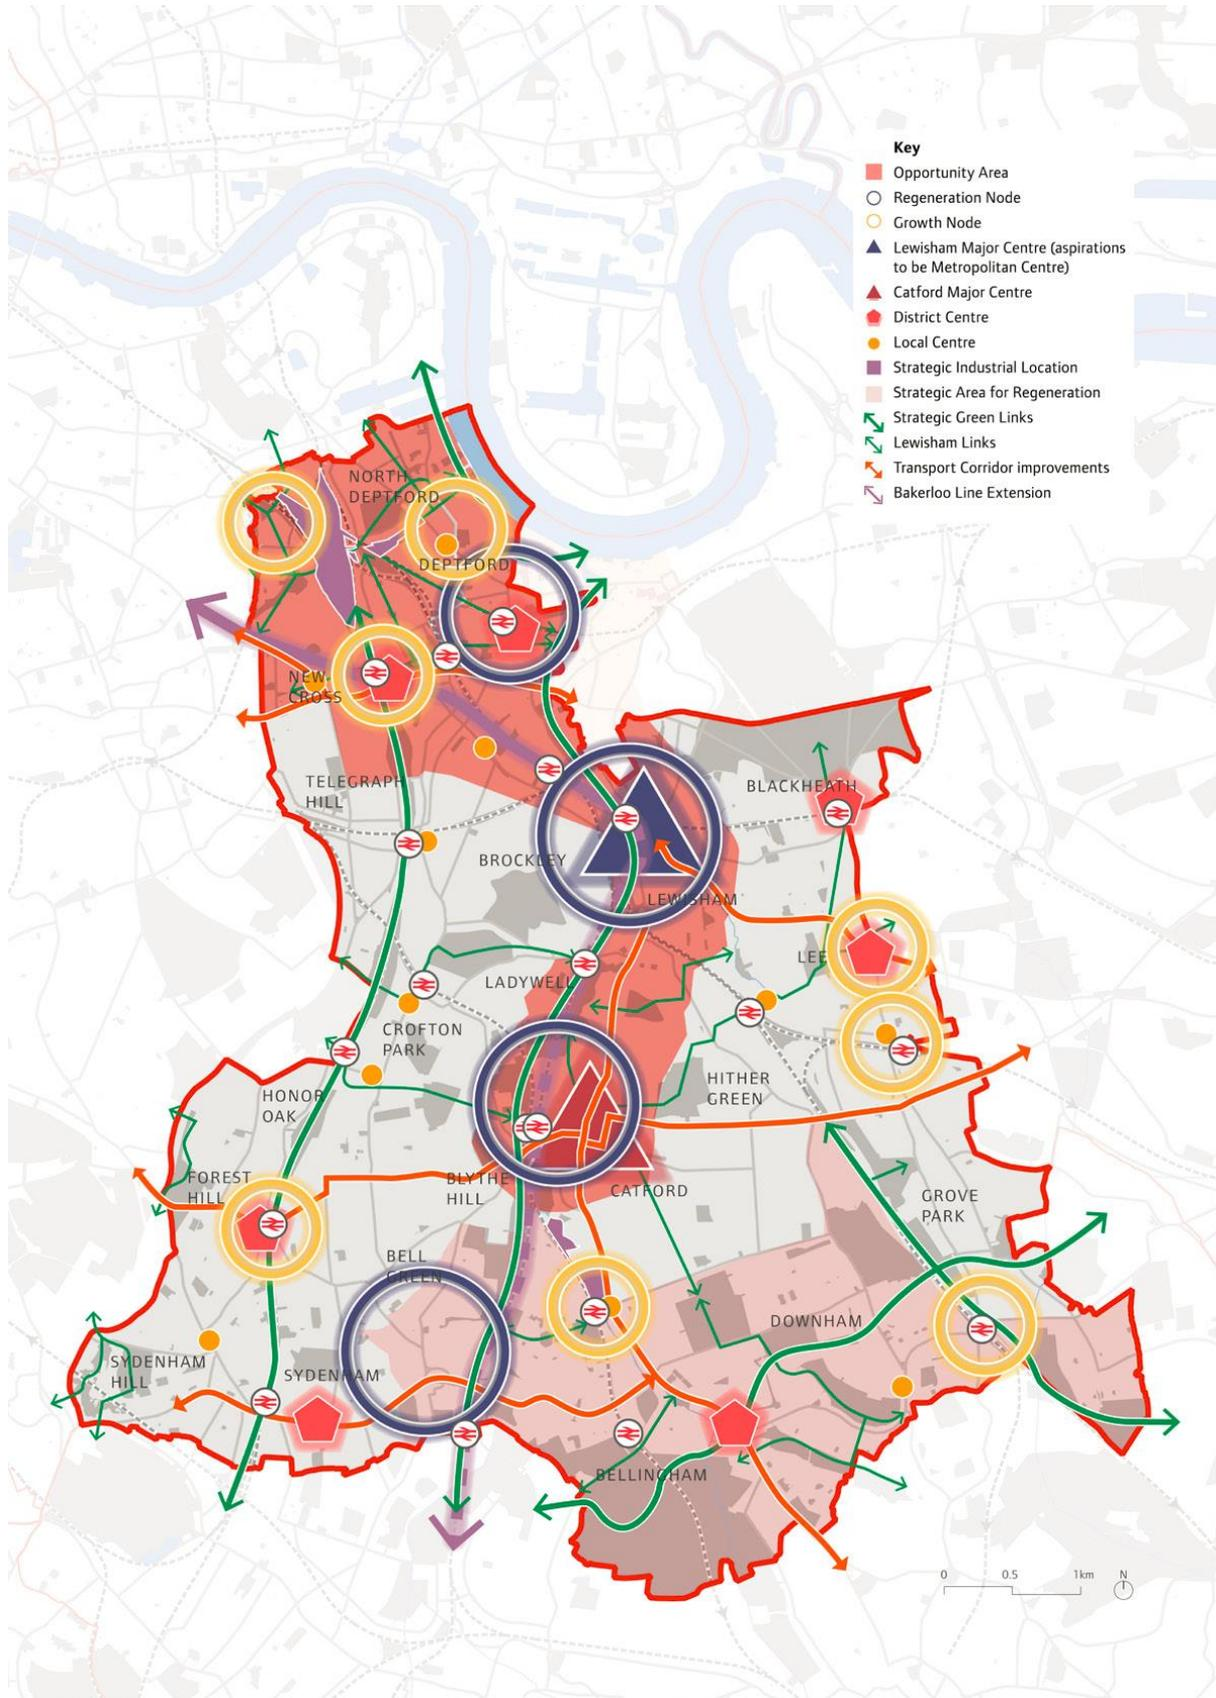 Key
Opportunity Area
Regeneration Node
Growth Node
Lewisham Major Centre (aspirations
to be Metropolitan Centre)
Catford Major Centre
District Centre
Local Centre
Strategic Industrial Location
Strategic Area for Regeneration
Strategic Green Links
Lewisham Links
Transport Corridor improvements
Bakerloo Line Extension
NORTH
DEPTFORD
DEPTFORD
NEW
CROSS
TELEGRAPH
HILL
BLACKHEATH
BROCKLEY
LEWISHAM
LEE
LADYWELL
CROFTON
PARK
HITHER
GREEN
HONOR
OAK
FOREST
HILL
BLYTHE
HILL
CATFORD
GROVE
PARK
BELL
GREEN
DOWNHAM
SYDENHAM
HILL
SYDENHAM
BELLINGHAM
0 0.5 1km N